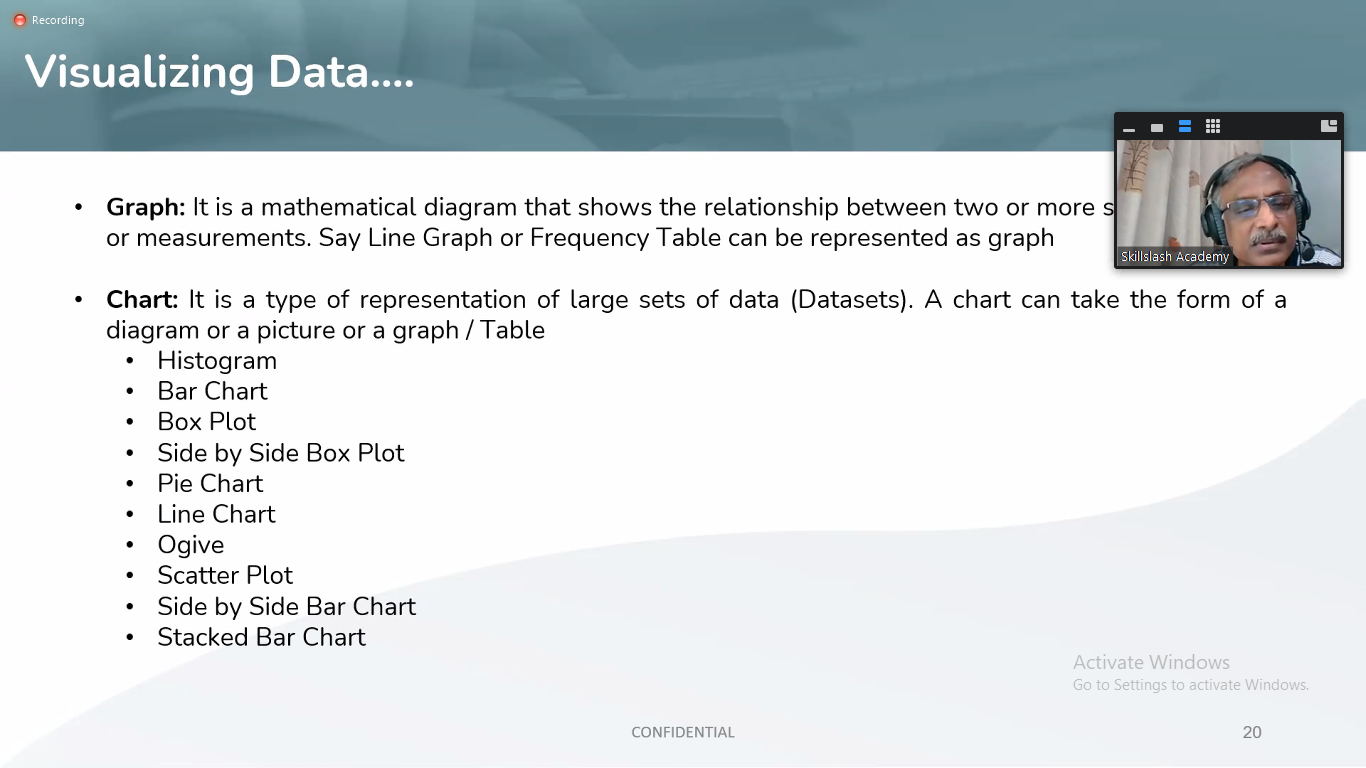 Recording
Visualizing Data....
• Graph: It is a mathematical diagram that shows the relationship between two or more
or measurements. Say Line Graph or Frequency Table can be represented as graph
Skillslash Academy
• Chart: It is a type of representation of large sets of data (Datasets). A chart can take the form of a
diagram or a picture or a graph / Table
• Histogram
• Bar Chart
• Box Plot
• Side by Side Box Plot
• Pie Chart
• Line Chart
• Ogive
• Scatter Plot
• Side by Side Bar Chart
• Stacked Bar Chart
Activate Windows
Go to Settings to activate Windows.
CONFIDENTIAL
20